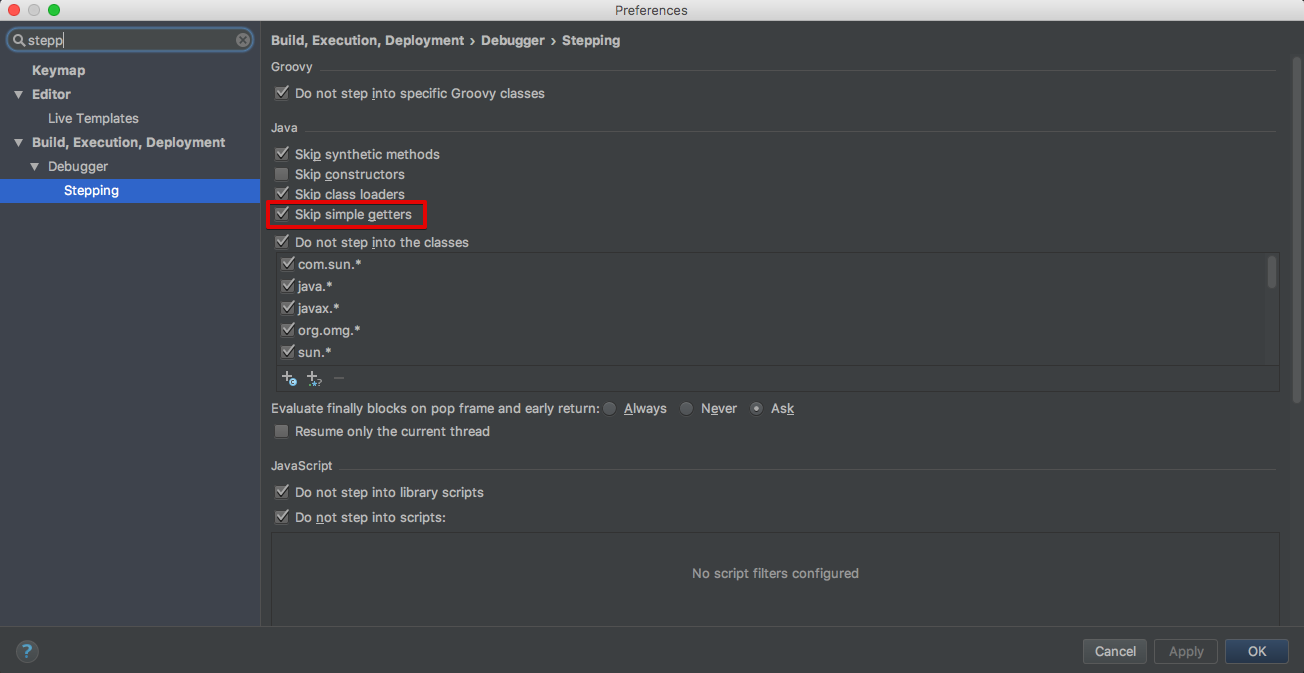 Preferences
stepp
Keymap
Editor
Live Templates
Build, Execution, Deployment
Debugger
Stepping
Build, Execution, Deployment › Debugger › Stepping
Groovy
Do not step into specific Groovy classes
Java
Skip synthetic methods
Skip constructors
Skip class loaders
Skip simple getters
Do not step into the classes
com.sun.*
java.*
javax.*
org.omg.*
sun.*
Evaluate finally blocks on pop frame and early return: Always Never Ask
Resume only the current thread
JavaScript
Do not step into library scripts
Do not step into scripts:
No script filters configured
? Cancel Apply OK